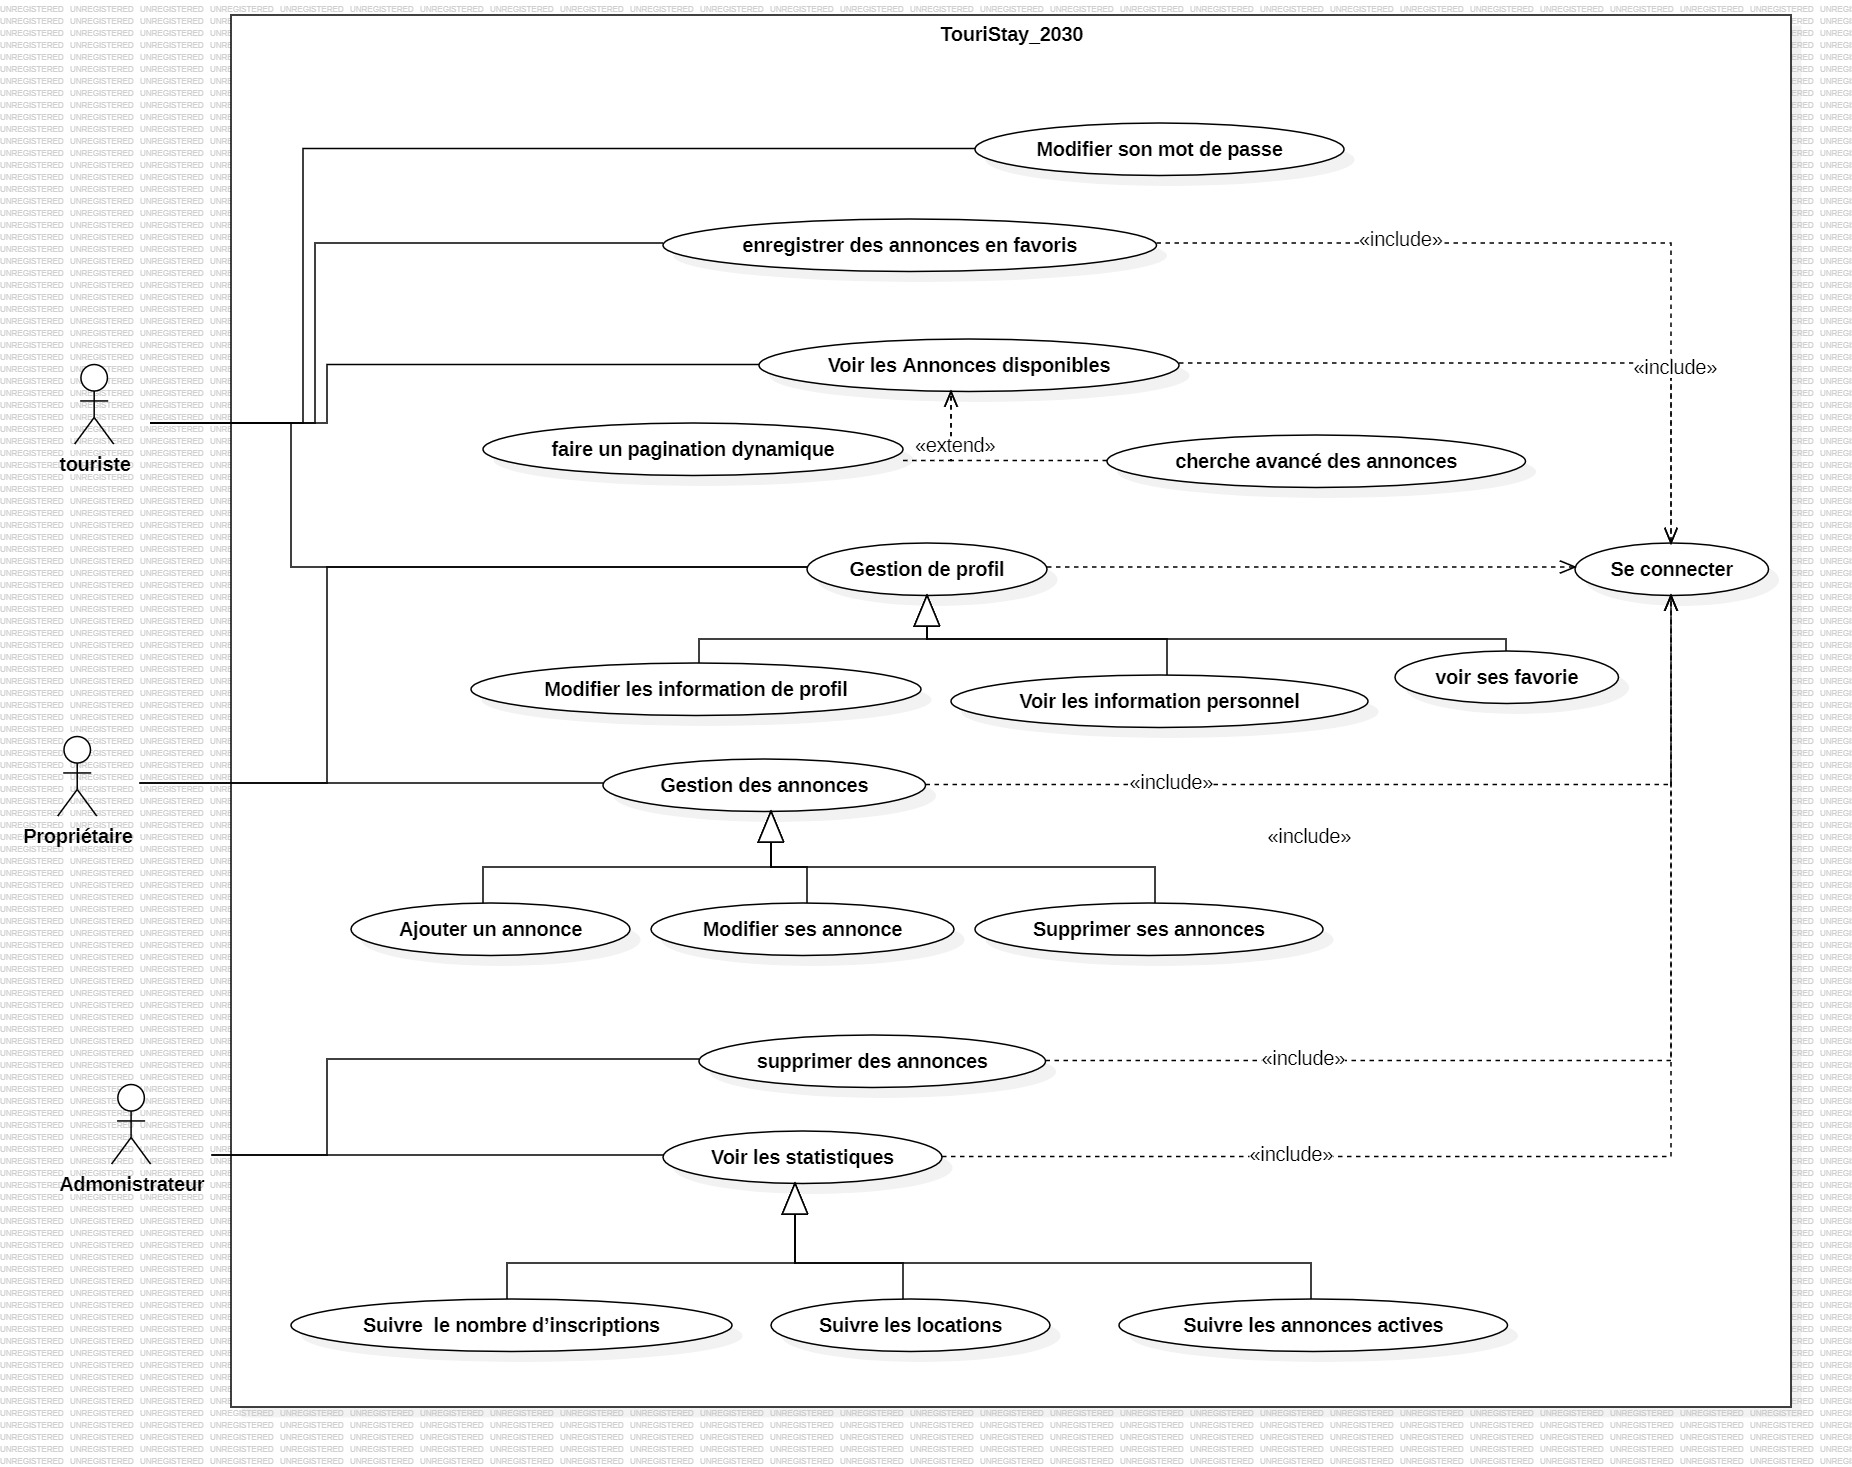 TouriStay_2030
Modifier son mot de passe
enregistrer des annonces en favoris
«include»
Voir les Annonces disponibles
«include»
touriste
faire un pagination dynamique
«extend»
cherche avancé des annonces
Gestion de profil
Se connecter
Modifier les information de profil
Voir les information personnel
voir ses favorie
Propriétaire
Gestion des annonces
«include»
«include»
Ajouter un annonce
Modifier ses annonce
Supprimer ses annonces
supprimer des annonces
«include»
Admonistrateur
Voir les statistiques
«include»
Suivre  le nombre d’inscriptions
Suivre les locations
Suivre les annonces actives
UNREGISTERED